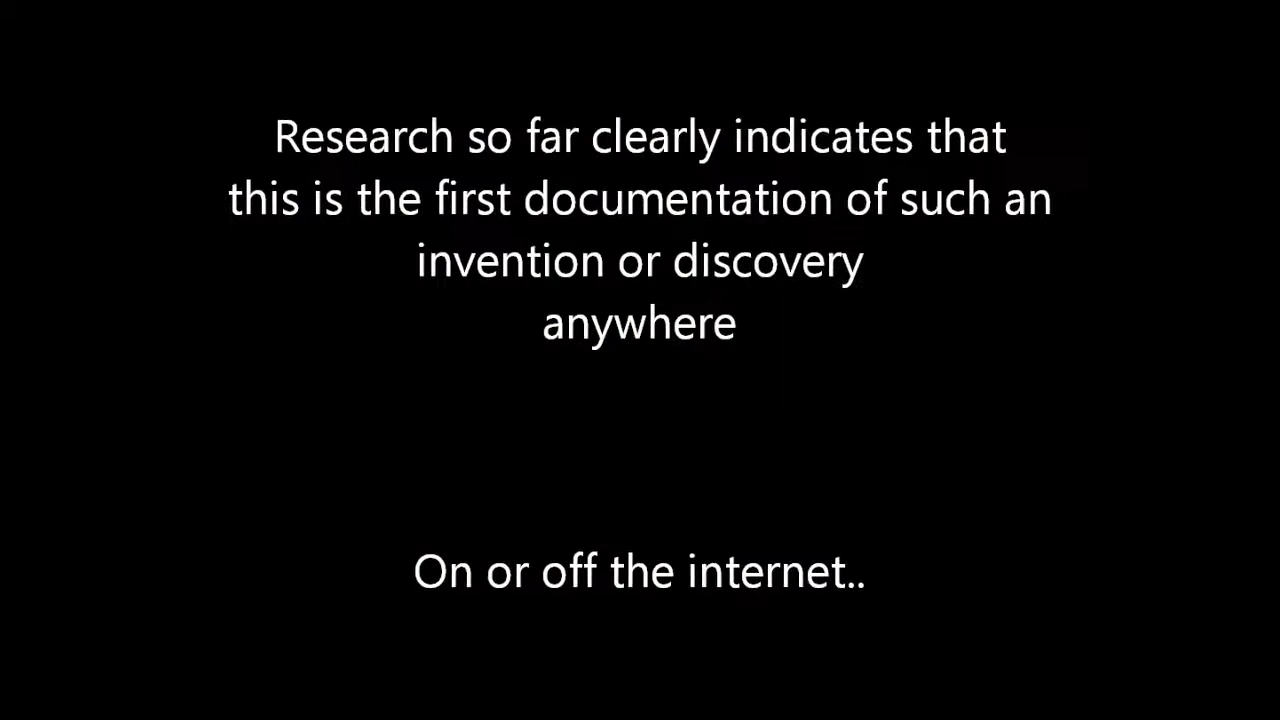 Research so far clearly indicates that
this is the first documentation of such an
invention or discovery
anywhere
On or off the internet..